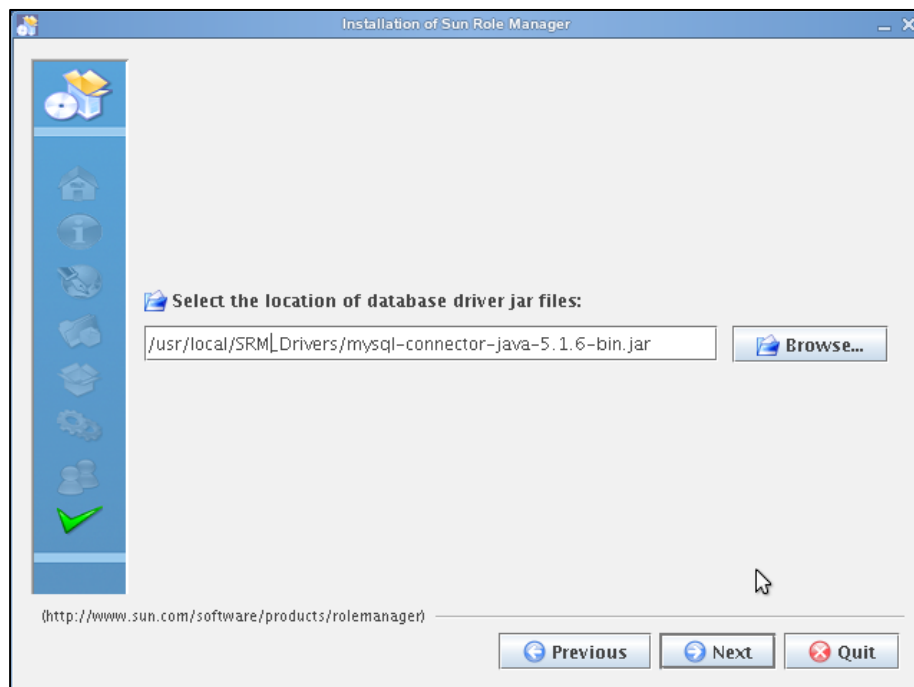 Installation of Sun Role Manager
Select the location of database driver jar files:
/usr/local/SRM_Drivers/mysql-connector-java-5.1.6-bin.jar
Browse...
(http://www.sun.com/software/products/rolemanager)
Previous
Next
Quit